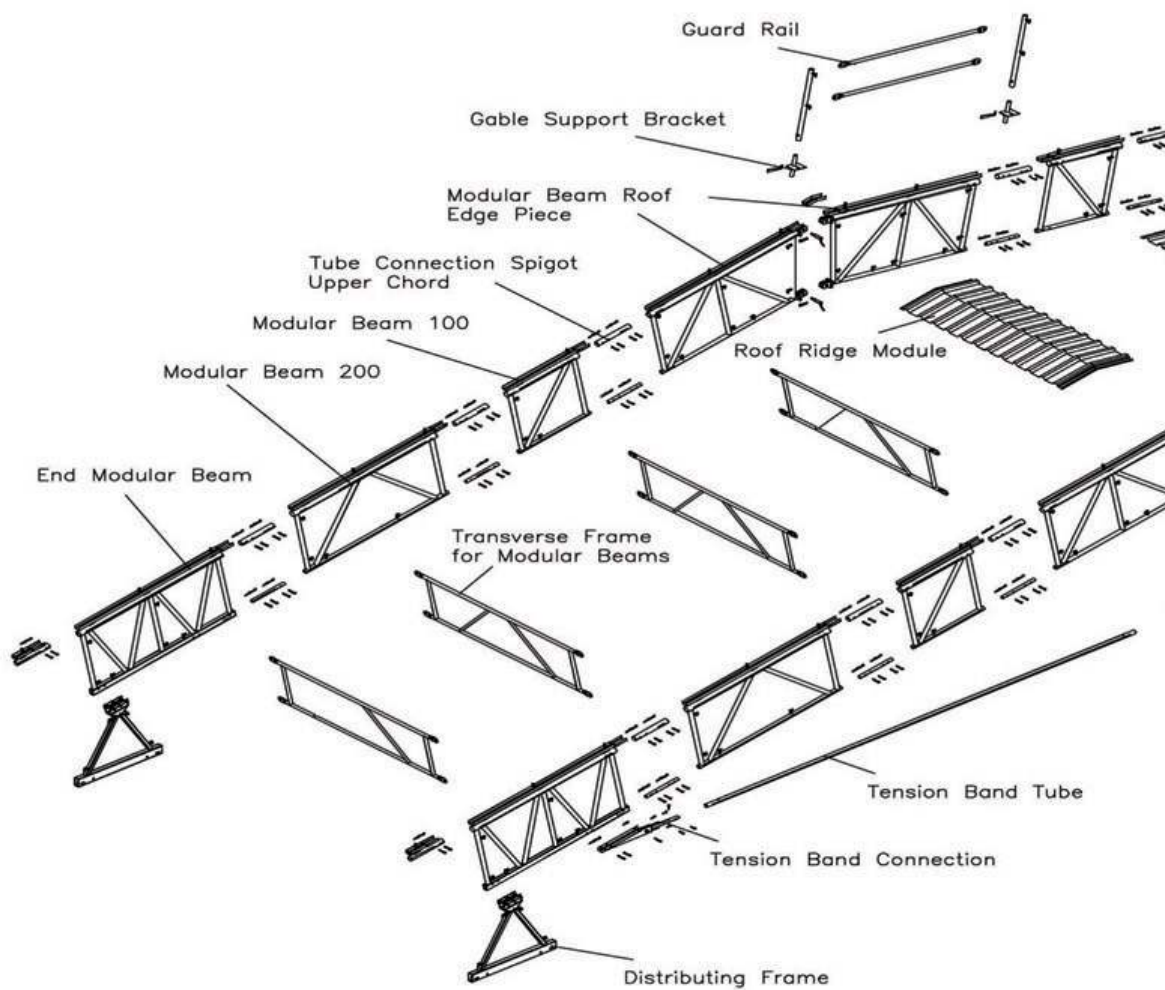 Guard Rail
Gable Support Bracket
Modular Beam Roof
Edge Piece
Tube Connection Spigot
Upper Chord
Modular Beam 100
Roof Ridge Module
Modular Beam 200
End Modular Beam
Transverse Frame
for Modular Beams
Tension Band Tube
Tension Band Connection
Distributing Frame